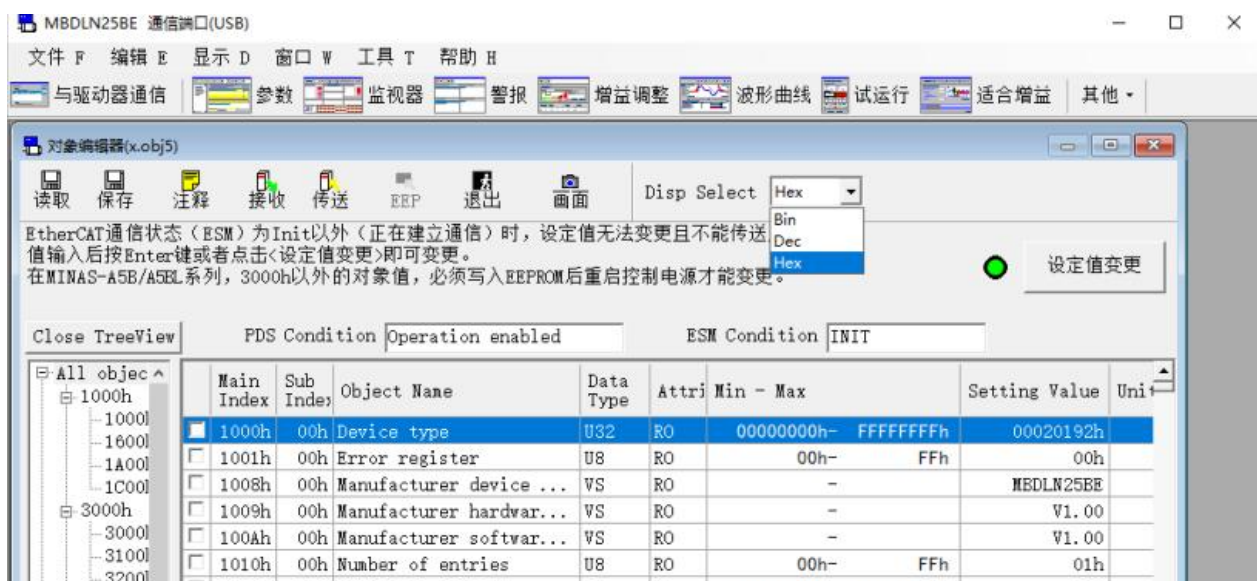 MBDLN25BE 通信端口(USB)
文件 F 编辑 E 显示 D 窗口 W 工具 T 帮助 H
与驱动器通信 参数 监视器 警报 增益调整 波形曲线 试运行 适合增益 其他
对象编辑器(x.obj5)
读取 保存 注释 接收 传送 EEP 退出 画面 Disp Select Hex
Bin
Dec
Hex
EtherCAT通信状态（ESM）为Init以外（正在建立通信）时，设定值无法变更且不能传送
值输入后按Enter键或者点击<设定值变更>即可变更。
在MINAS-A5B/A5BL系列，3000h以外的对象值，必须写入EEPROM后重启控制电源才能变更。
设定值变更
Close TreeView PDS Condition Operation enabled ESM Condition INIT
All objec
1000h
1000
1600
1A00
1C00
3000h
3000
3100
3200
Main Index Sub Index Object Name Data Type Attri Min - Max Setting Value Unit
1000h 00h Device type U32 RO 00000000h- FFFFFFFFh 00020192h
1001h 00h Error register U8 RO 00h- FFh 00h
1008h 00h Manufacturer device ... VS RO - MBDLN25BE
1009h 00h Manufacturer hardwar... VS RO - V1.00
100Ah 00h Manufacturer softwar... VS RO - V1.00
1010h 00h Number of entries U8 RO 00h- FFh 01h